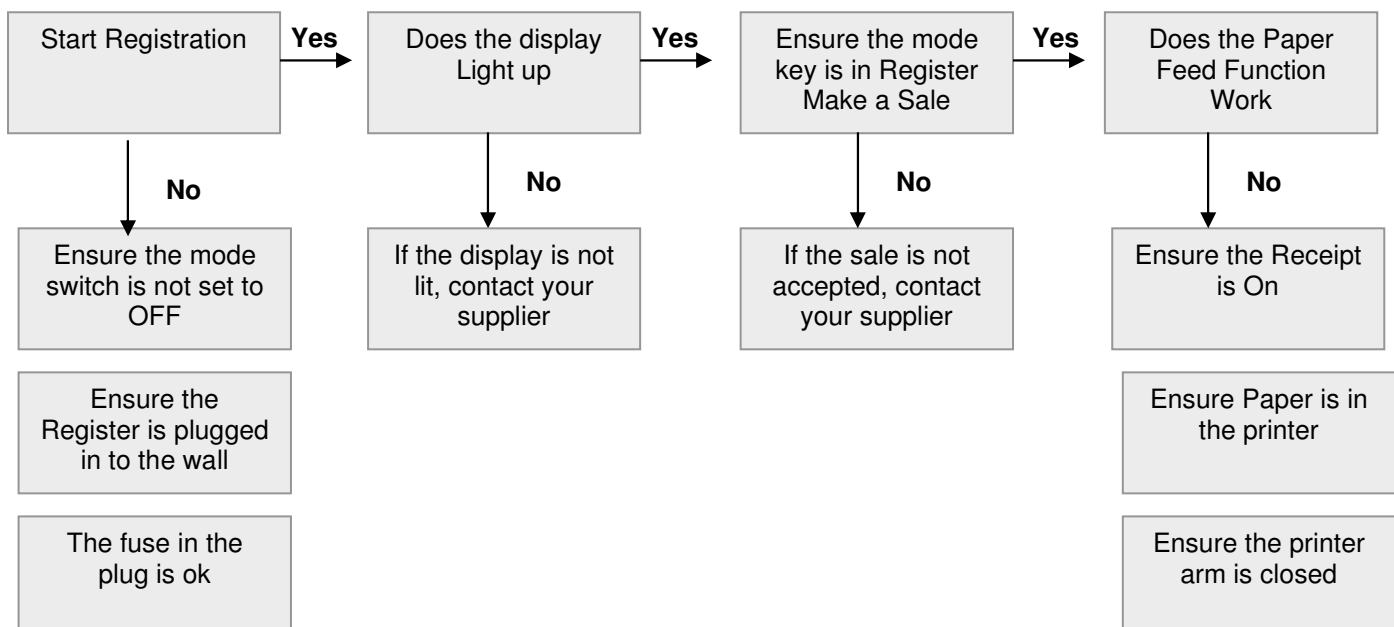 Start Registration
Yes
Does the display
Light up
Yes
Ensure the mode
key is in Register
Make a Sale
Yes
Does the Paper
Feed Function
Work
No
No
No
No
Ensure the mode
switch is not set to
OFF
If the display is not
lit, contact your
supplier
If the sale is not
accepted, contact
your supplier
Ensure the Receipt
is On
Ensure the
Register is plugged
in to the wall
Ensure Paper is in
the printer
The fuse in the
plug is ok
Ensure the printer
arm is closed